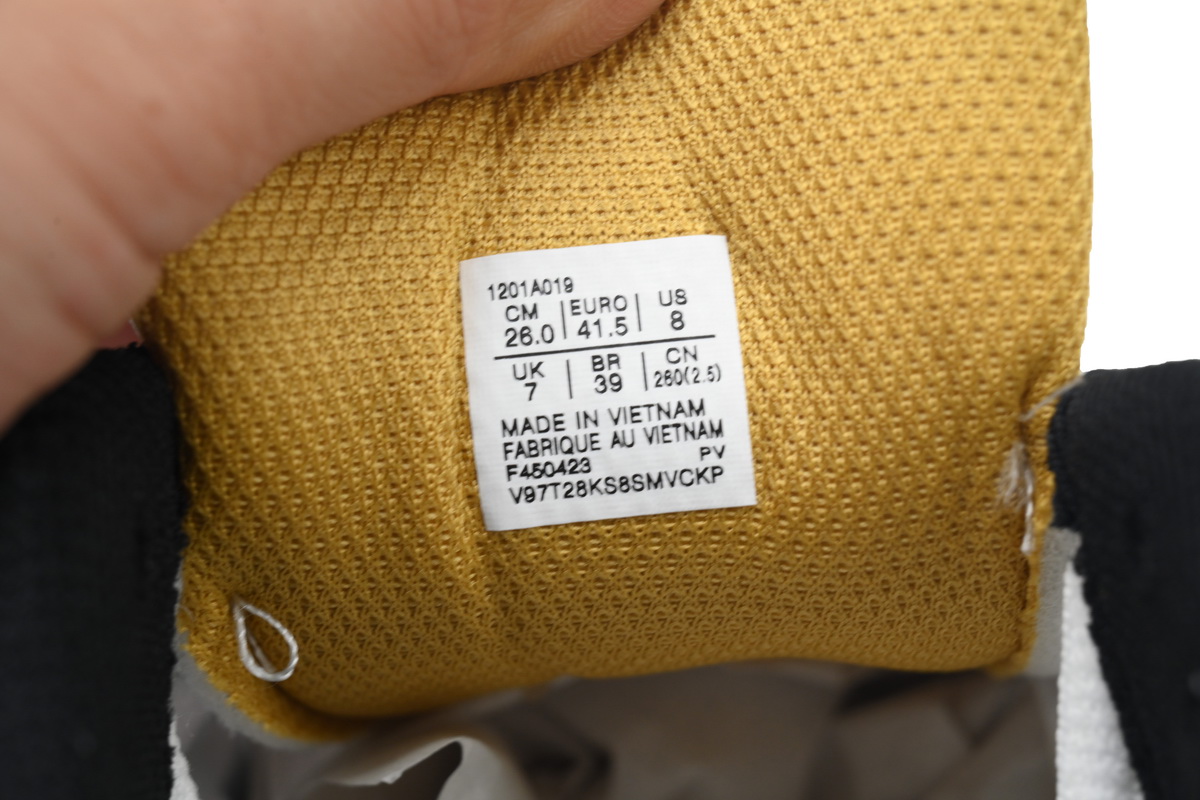 1201A019
CM | EURO | US
26.0 | 41.5 | 8
UK | BR | CN
7 | 39 | 260(2.5)
MADE IN VIETNAM
FABRIQUE AU VIETNAM
F450423 PV
V97T28KS8SMVCKP